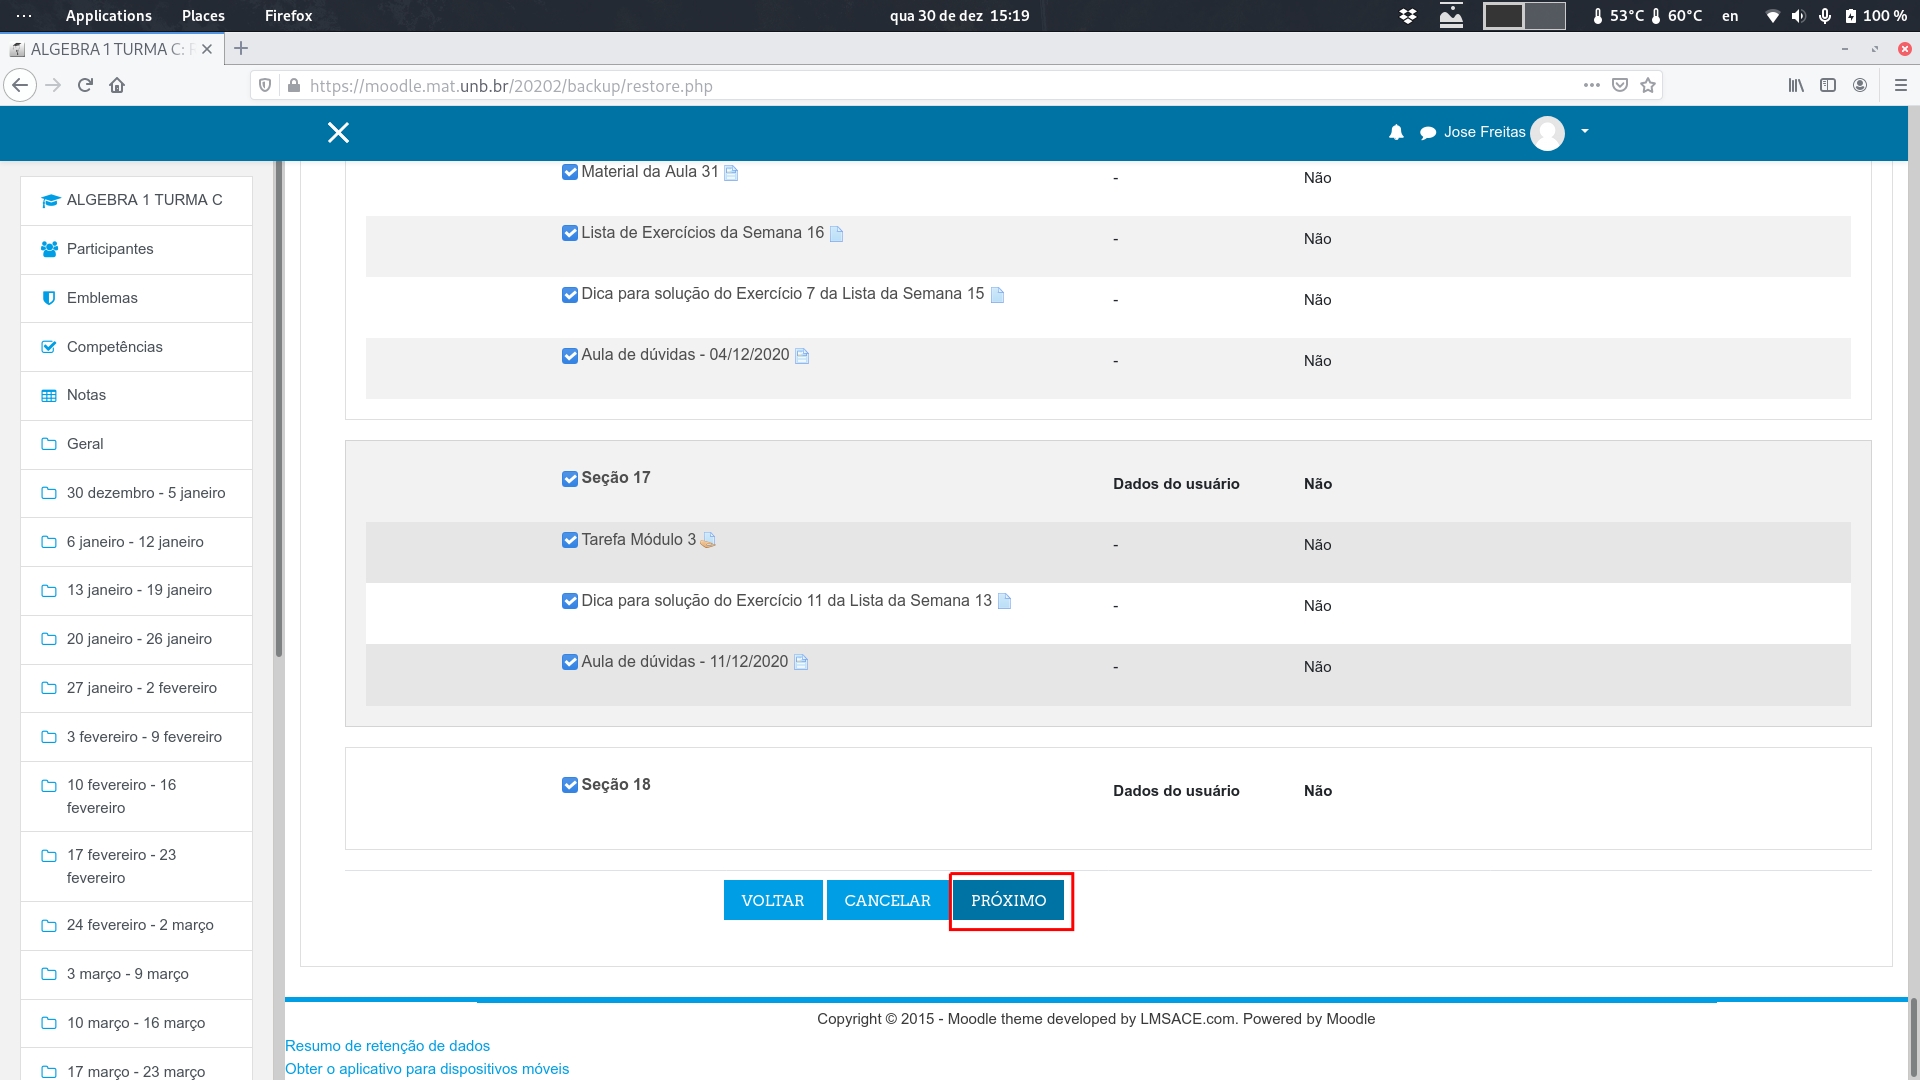 Applications Places Firefox qua 30 de dez 15:19 53°C 60°C en 100 %
ALGEBRA 1 TURMA C:
https://moodle.mat.unb.br/20202/backup/restore.php
Jose Freitas
ALGEBRA 1 TURMA C
Participantes
Emblemas
Competências
Notas
Geral
30 dezembro - 5 janeiro
6 janeiro - 12 janeiro
13 janeiro - 19 janeiro
20 janeiro - 26 janeiro
27 janeiro - 2 fevereiro
3 fevereiro - 9 fevereiro
10 fevereiro - 16
fevereiro
17 fevereiro - 23
fevereiro
24 fevereiro - 2 março
3 março - 9 março
10 março - 16 março
17 março - 23 março
Material da Aula 31 - Não
Lista de Exercícios da Semana 16 - Não
Dica para solução do Exercício 7 da Lista da Semana 15 - Não
Aula de dúvidas - 04/12/2020 - Não
Seção 17 Dados do usuário Não
Tarefa Módulo 3 - Não
Dica para solução do Exercício 11 da Lista da Semana 13 - Não
Aula de dúvidas - 11/12/2020 - Não
Seção 18 Dados do usuário Não
VOLTAR CANCELAR PRÓXIMO
Copyright © 2015 - Moodle theme developed by LMSACE.com. Powered by Moodle
Resumo de retenção de dados
Obter o aplicativo para dispositivos móveis